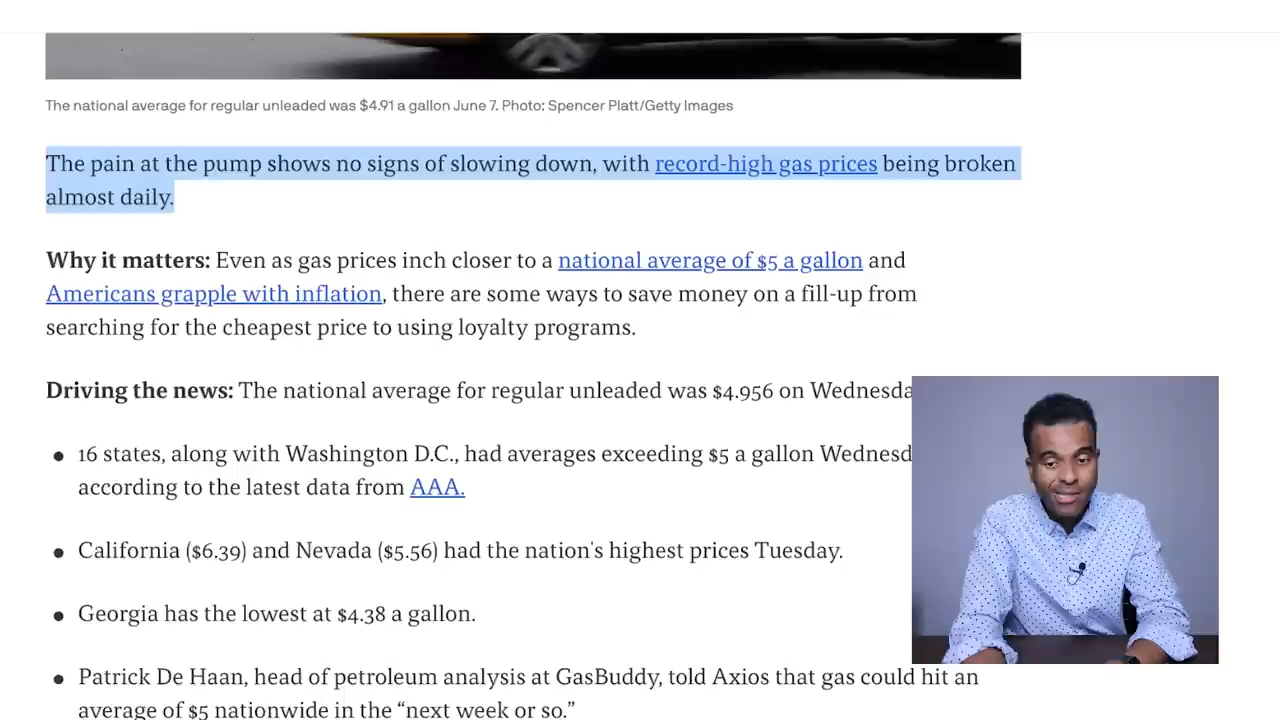 The national average for regular unleaded was $4.91 a gallon June 7. Photo: Spencer Platt/Getty Images
The pain at the pump shows no signs of slowing down, with record-high gas prices being broken
almost daily.
Why it matters: Even as gas prices inch closer to a national average of $5 a gallon and
Americans grapple with inflation, there are some ways to save money on a fill-up from
searching for the cheapest price to using loyalty programs.
Driving the news: The national average for regular unleaded was $4.956 on Wednesda
● 16 states, along with Washington D.C., had averages exceeding $5 a gallon Wednesd
according to the latest data from AAA.
● California ($6.39) and Nevada ($5.56) had the nation's highest prices Tuesday.
● Georgia has the lowest at $4.38 a gallon.
● Patrick De Haan, head of petroleum analysis at GasBuddy, told Axios that gas could hit an
average of $5 nationwide in the “next week or so.”